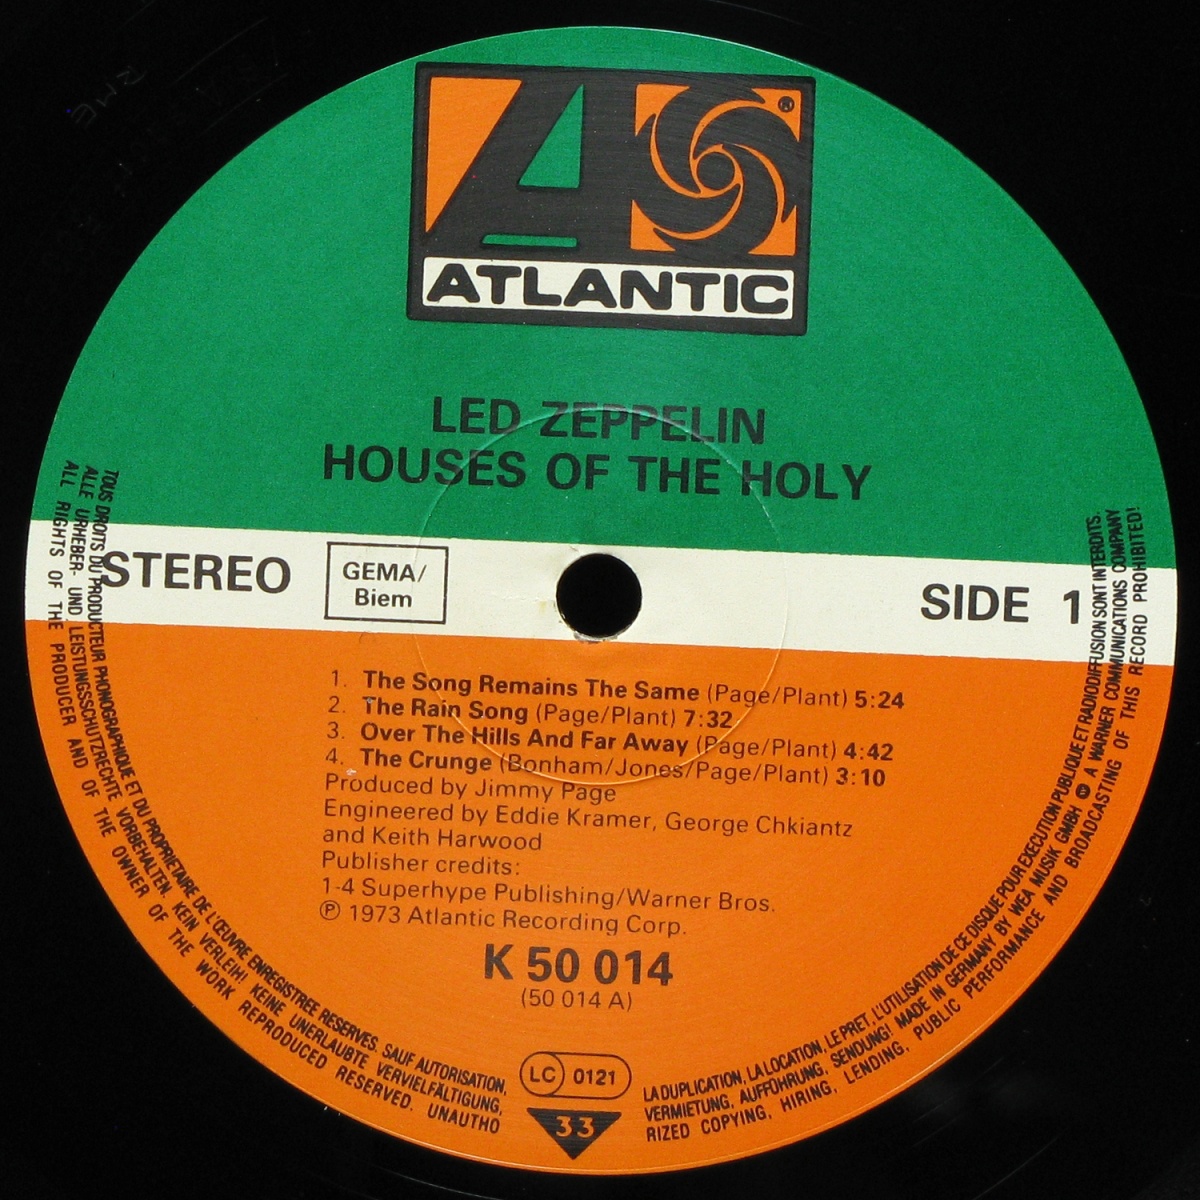 ®
ATLANTIC
LED ZEPPELIN
HOUSES OF THE HOLY
STEREO
GEMA/
Biem
SIDE 1
1. The Song Remains The Same (Page/Plant) 5:24
2. The Rain Song (Page/Plant) 7:32
3. Over The Hills And Far Away (Page/Plant) 4:42
4. The Crunge (Bonham/Jones/Page/Plant) 3:10
Produced by Jimmy Page
Engineered by Eddie Kramer, George Chkiantz
and Keith Harwood
Publisher credits:
1-4 Superhype Publishing/Warner Bros.
℗ 1973 Atlantic Recording Corp.
K 50 014
(50 014 A)
LC 0121
33
TOUS DROITS DU PRODUCTEUR PHONOGRAPHIQUE ET DU PROPRIETAIRE DE L'ŒUVRE ENREGISTREE RESERVES. SAUF AUTORISATION, LA DUPLICATION, LA LOCATION, LE PRET, L'UTILISATION DE CE DISQUE POUR EXECUTION PUBLIQUE ET RADIODIFFUSION SONT INTERDITS.
ALLE URHEBER- UND LEISTUNGSSCHUTZRECHTE VORBEHALTEN. KEIN VERLEIH! KEINE UNERLAUBTE VERVIELFÄLTIGUNG, VERMIETUNG, AUFFÜHRUNG, SENDUNG! MADE IN GERMANY BY WEA MUSIK GMBH A WARNER COMMUNICATIONS COMPANY
ALL RIGHTS OF THE PRODUCER AND OF THE OWNER OF THE WORK REPRODUCED RESERVED. UNAUTHO RIZED COPYING, HIRING, LENDING, PUBLIC PERFORMANCE AND BROADCASTING OF THIS RECORD PROHIBITED!